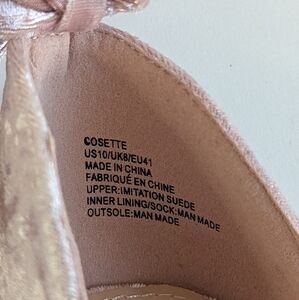 COSETTE
US10/UK8/EU41
MADE IN CHINA
FABRIQUÉ EN CHINE
UPPER:IMITATION SUEDE
INNER LINING/SOCK:MAN MADE
OUTSOLE:MAN MADE